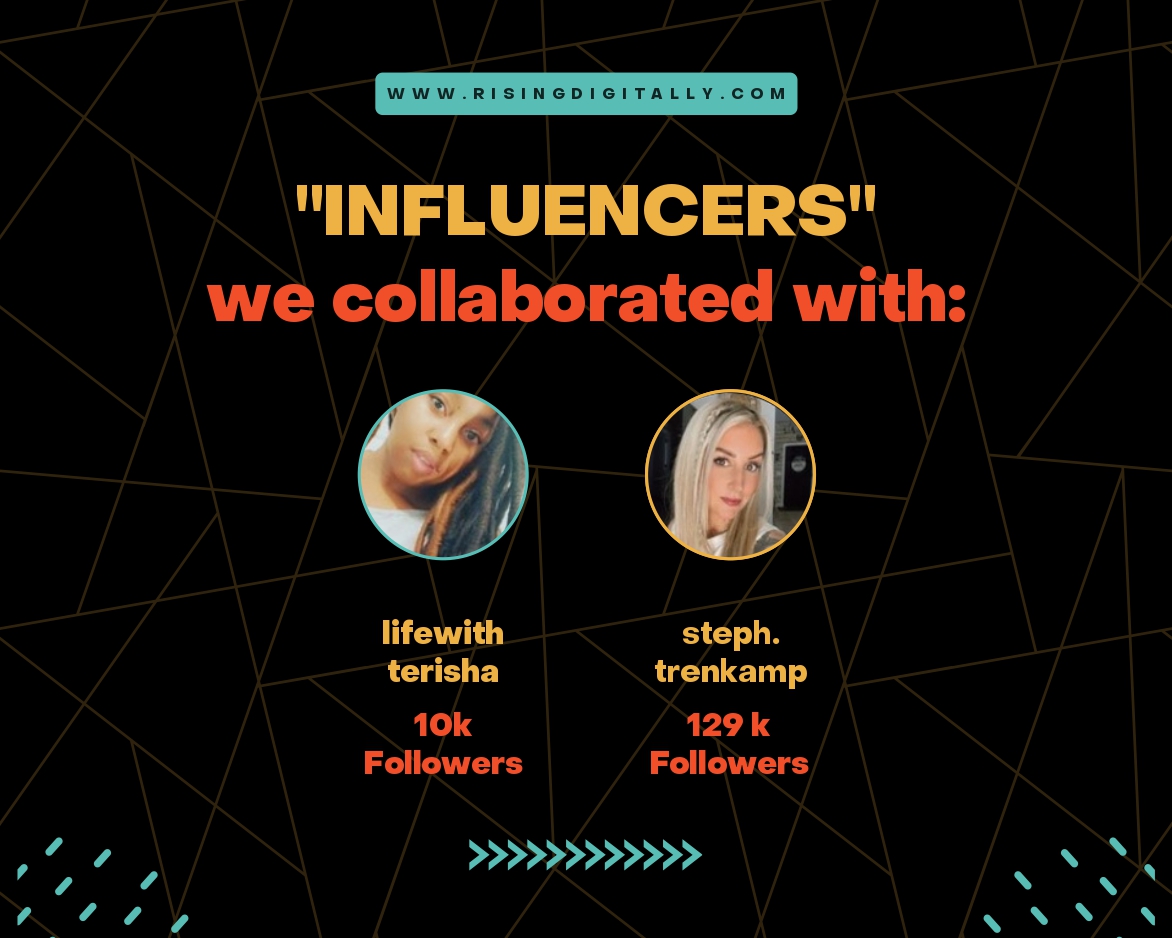 WWW.RISINGDIGITALLY.COM
"INFLUENCERS"
we collaborated with:
lifewith
terisha
10k
Followers
steph.
trenkamp
129 k
Followers